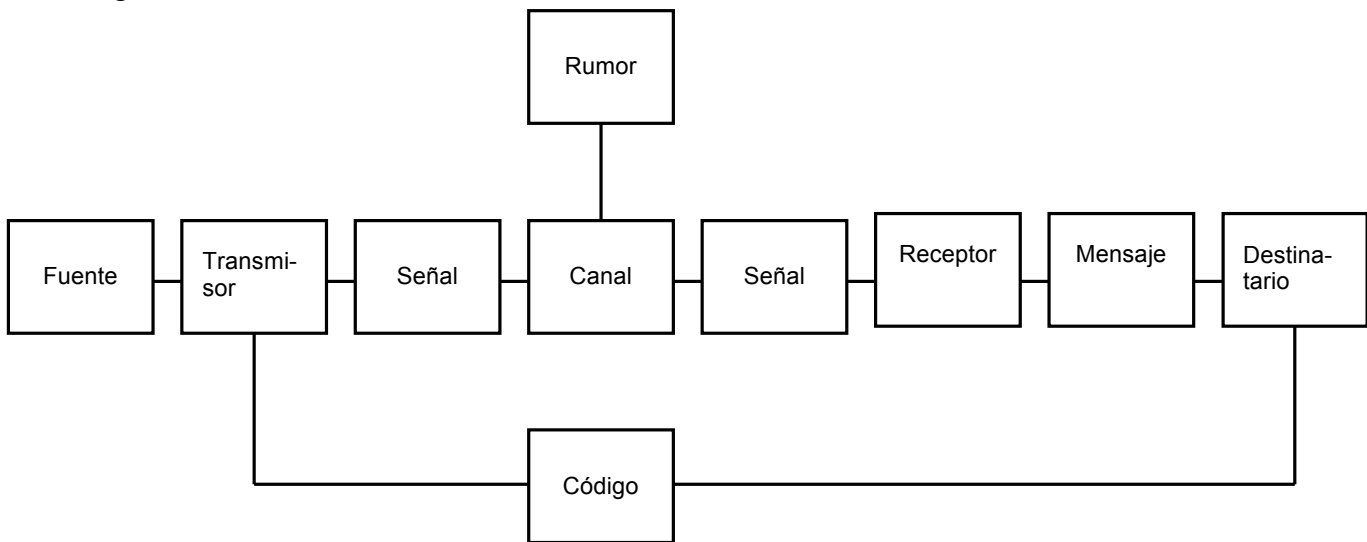 Rumor
Fuente
Transmi-
sor
Señal
Canal
Señal
Receptor
Mensaje
Destina-
tario
Código